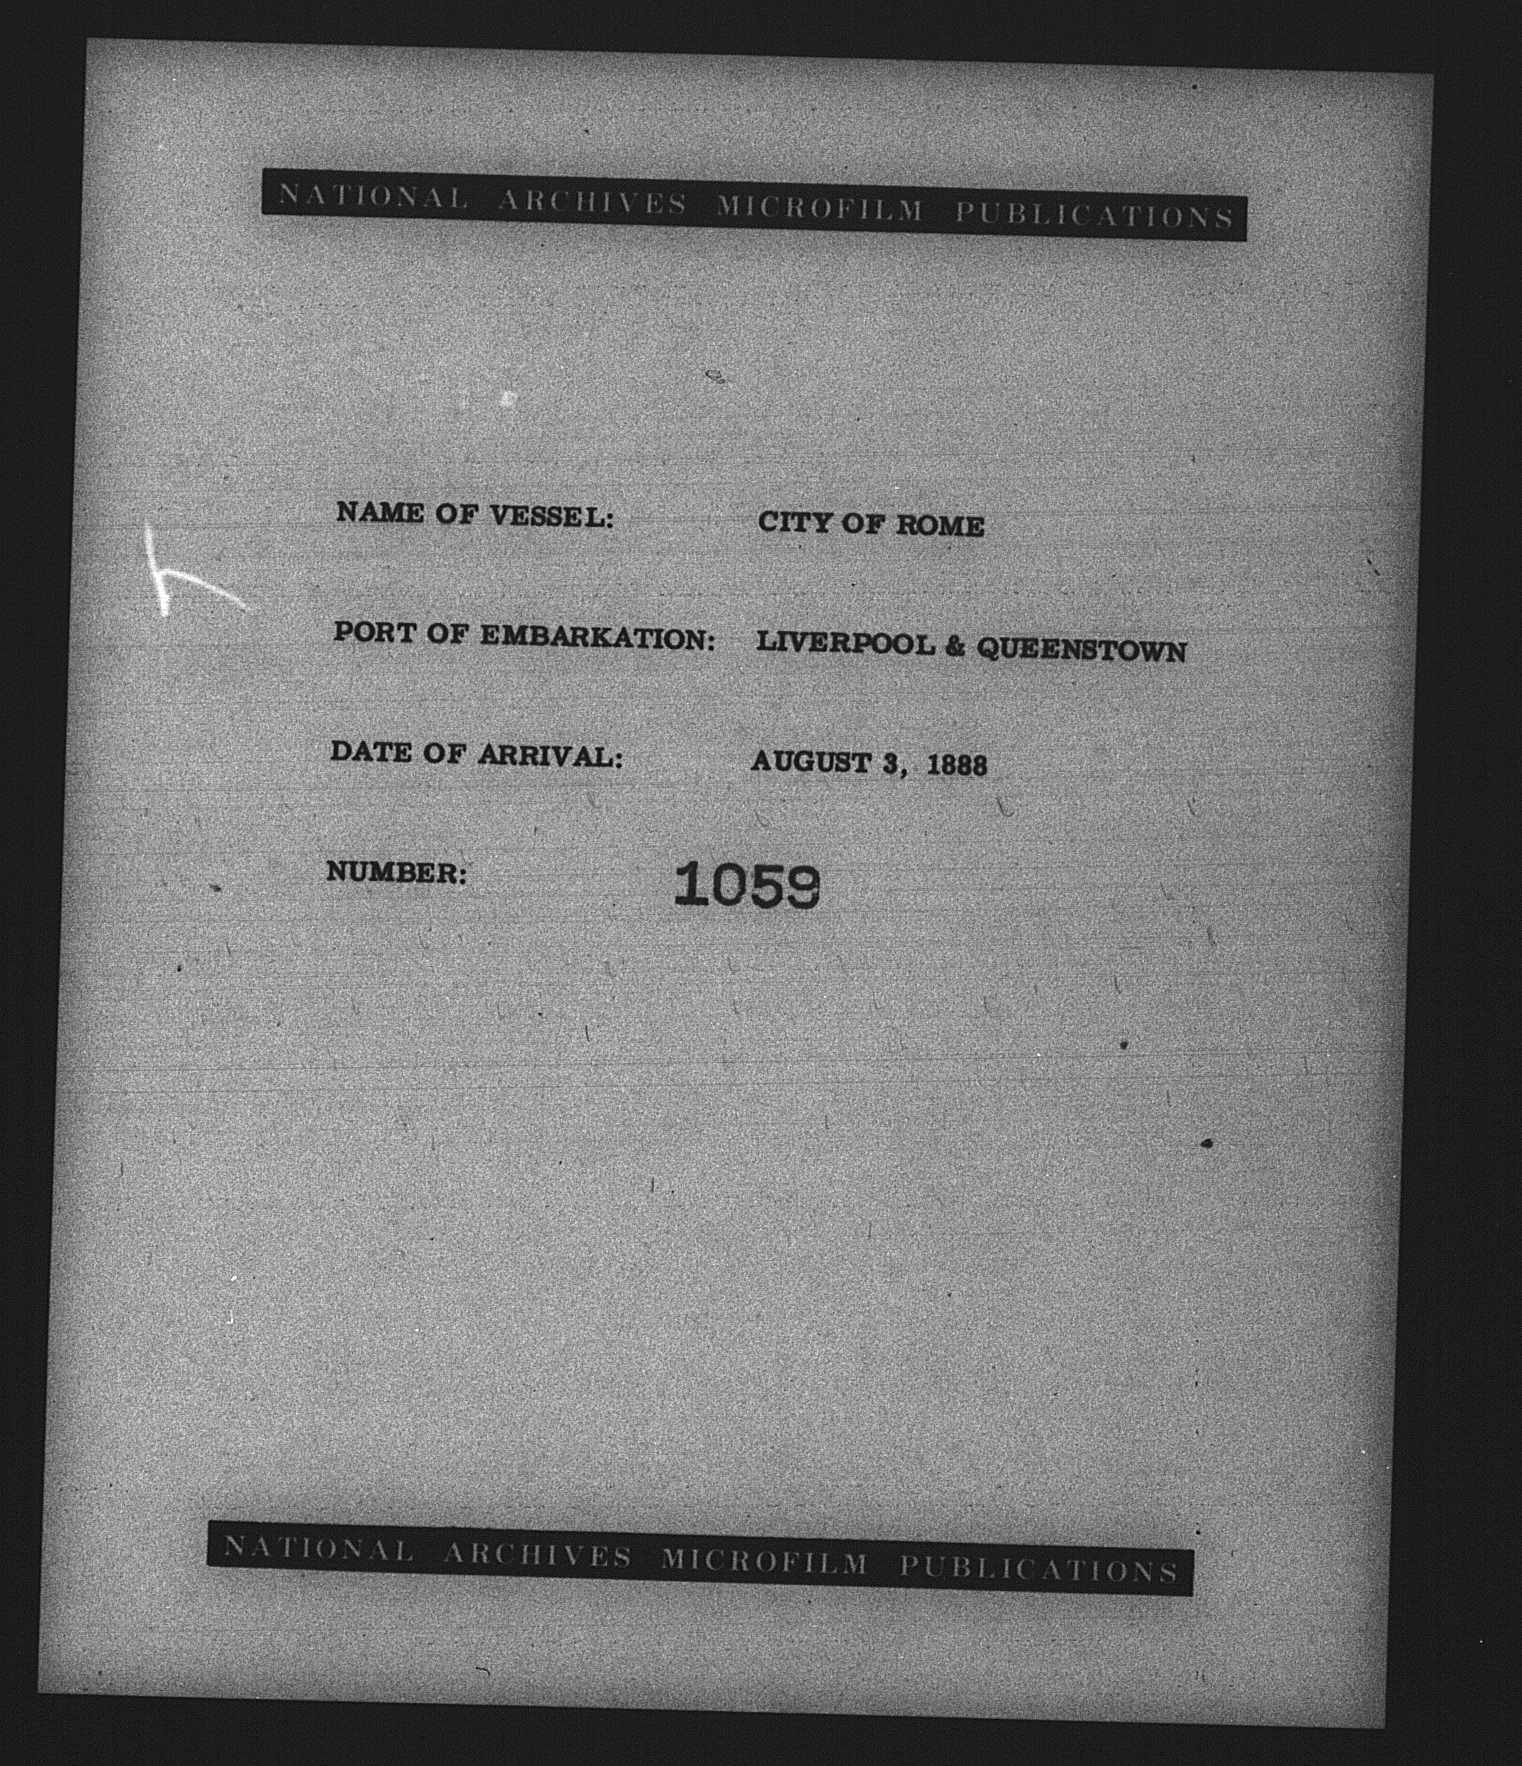 NATIONAL ARCHIVES MICROFILM PUBLICATIONS
NAME OF VESSEL: CITY OF ROME
PORT OF EMBARKATION: LIVERPOOL & QUEENSTOWN
DATE OF ARRIVAL: AUGUST 3, 1888
NUMBER: 1059
NATIONAL ARCHIVES MICROFILM PUBLICATIONS